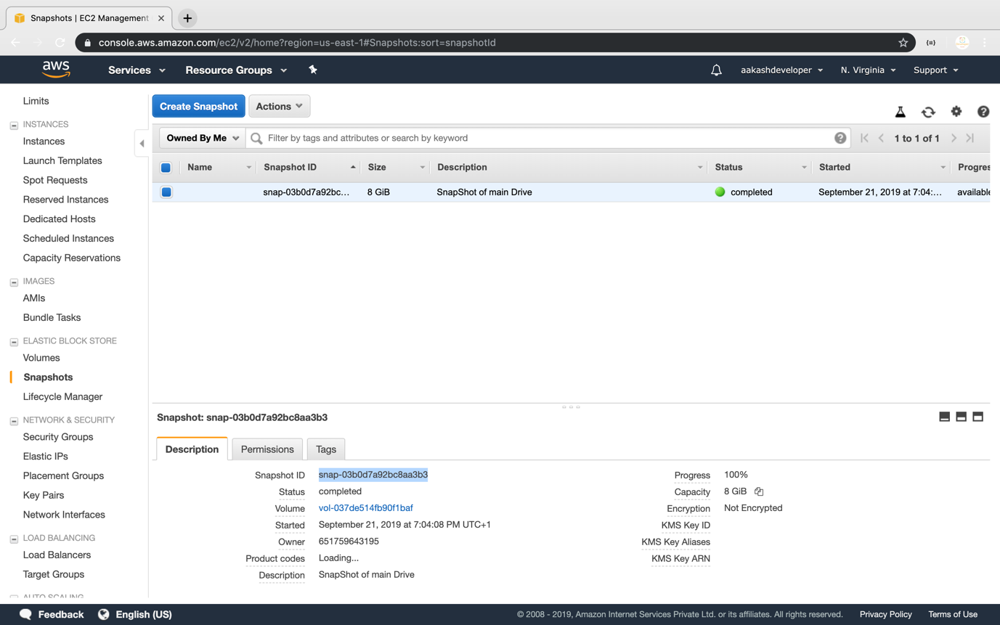 Snapshots | EC2 Management
console.aws.amazon.com/ec2/v2/home?region=us-east-1#Snapshots:sort=snapshotId
aws
Services
Resource Groups
aakashdeveloper
N. Virginia
Support
Limits
INSTANCES
Instances
Launch Templates
Spot Requests
Reserved Instances
Dedicated Hosts
Scheduled Instances
Capacity Reservations
IMAGES
AMIs
Bundle Tasks
ELASTIC BLOCK STORE
Volumes
Snapshots
Lifecycle Manager
NETWORK & SECURITY
Security Groups
Elastic IPs
Placement Groups
Key Pairs
Network Interfaces
LOAD BALANCING
Load Balancers
Target Groups
AUTO SCALING
Create Snapshot
Actions
Owned By Me
Filter by tags and attributes or search by keyword
1 to 1 of 1
Name Snapshot ID Size Description Status Started Progres
snap-03b0d7a92bc... 8 GiB SnapShot of main Drive completed September 21, 2019 at 7:04:... available
Snapshot: snap-03b0d7a92bc8aa3b3
Description
Permissions
Tags
Snapshot ID snap-03b0d7a92bc8aa3b3
Status completed
Volume vol-037de514fb90f1baf
Started September 21, 2019 at 7:04:08 PM UTC+1
Owner 651759643195
Product codes Loading...
Description SnapShot of main Drive
Progress 100%
Capacity 8 GiB
Encryption Not Encrypted
KMS Key ID
KMS Key Aliases
KMS Key ARN
Feedback
English (US)
© 2008 - 2019, Amazon Internet Services Private Ltd. or its affiliates. All rights reserved.
Privacy Policy
Terms of Use